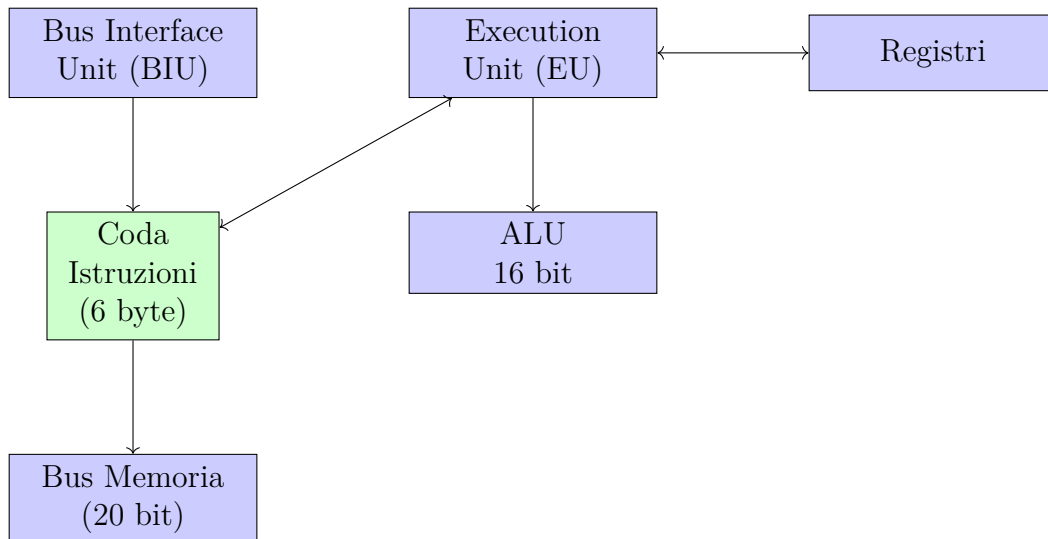 Bus Interface
Unit (BIU)
Execution
Unit (EU)
Registri
Coda
Istruzioni
(6 byte)
ALU
16 bit
Bus Memoria
(20 bit)